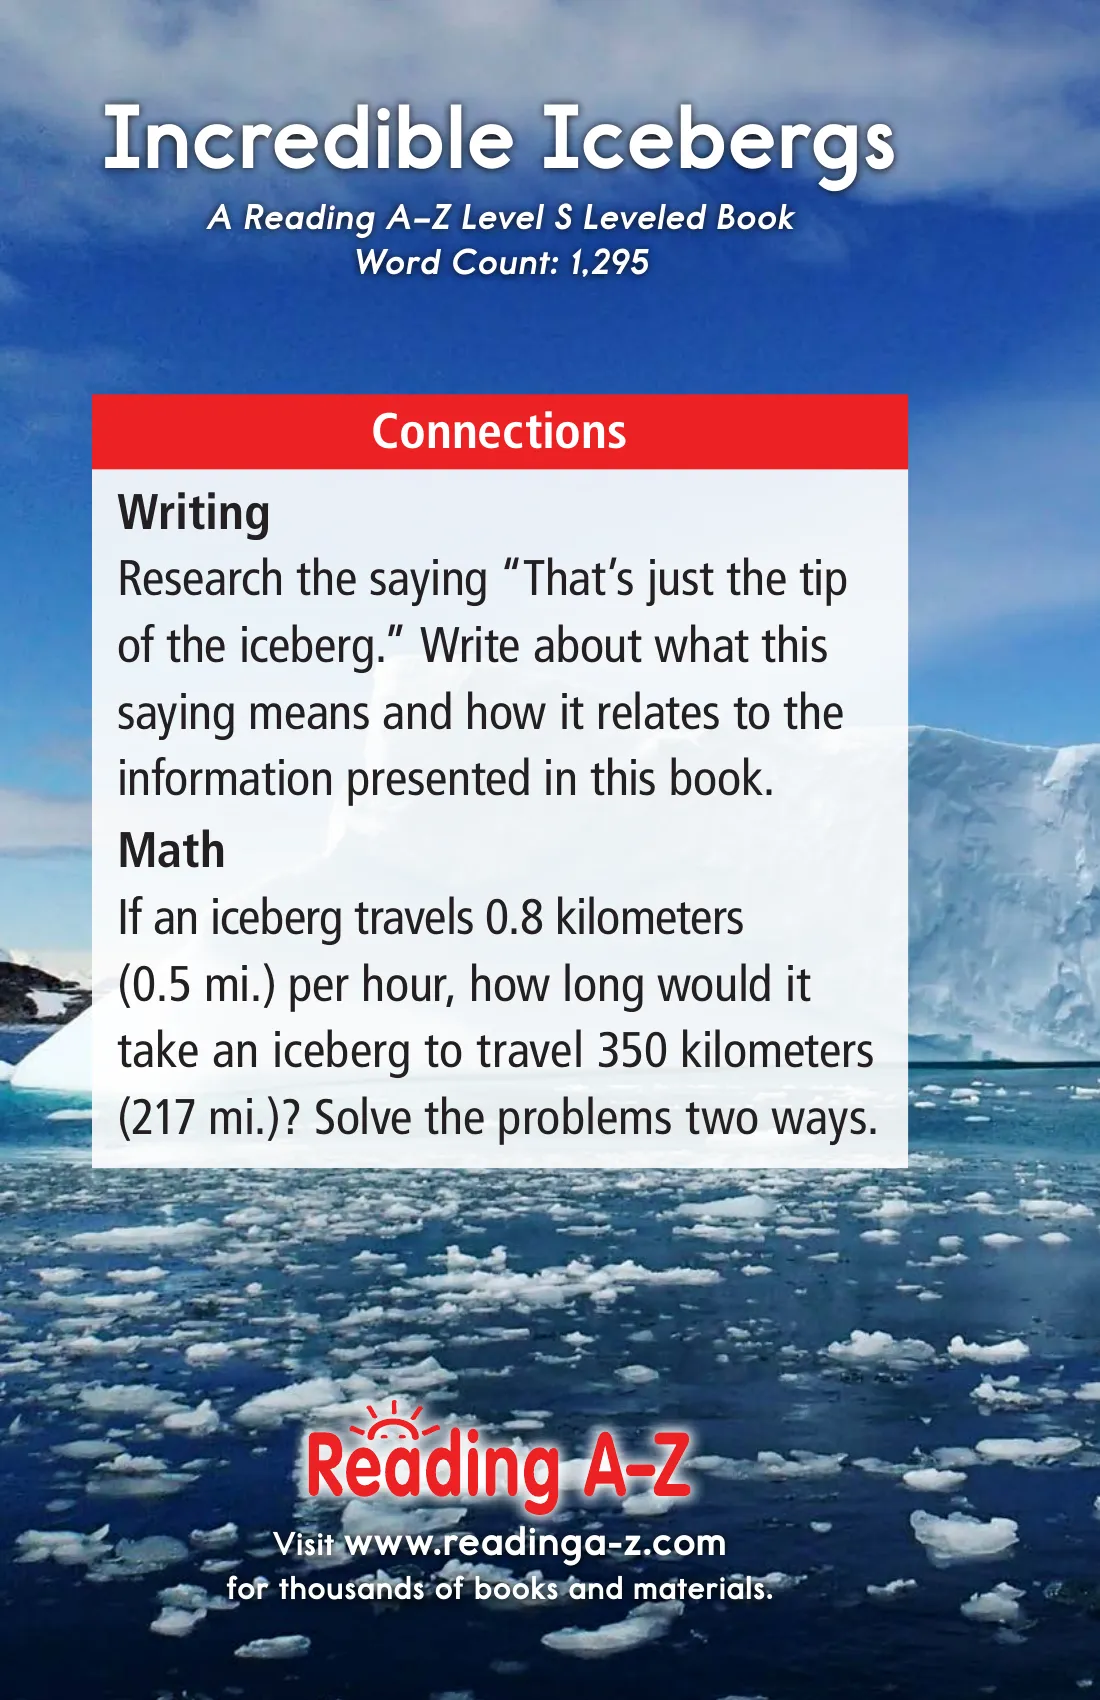 Incredible Icebergs
A Reading A–Z Level S Leveled Book
Word Count: 1,295
Connections
Writing
Research the saying “That’s just the tip
of the iceberg.” Write about what this
saying means and how it relates to the
information presented in this book.
Math
If an iceberg travels 0.8 kilometers
(0.5 mi.) per hour, how long would it
take an iceberg to travel 350 kilometers
(217 mi.)? Solve the problems two ways.
Reading A–Z
Visit www.readinga-z.com
for thousands of books and materials.